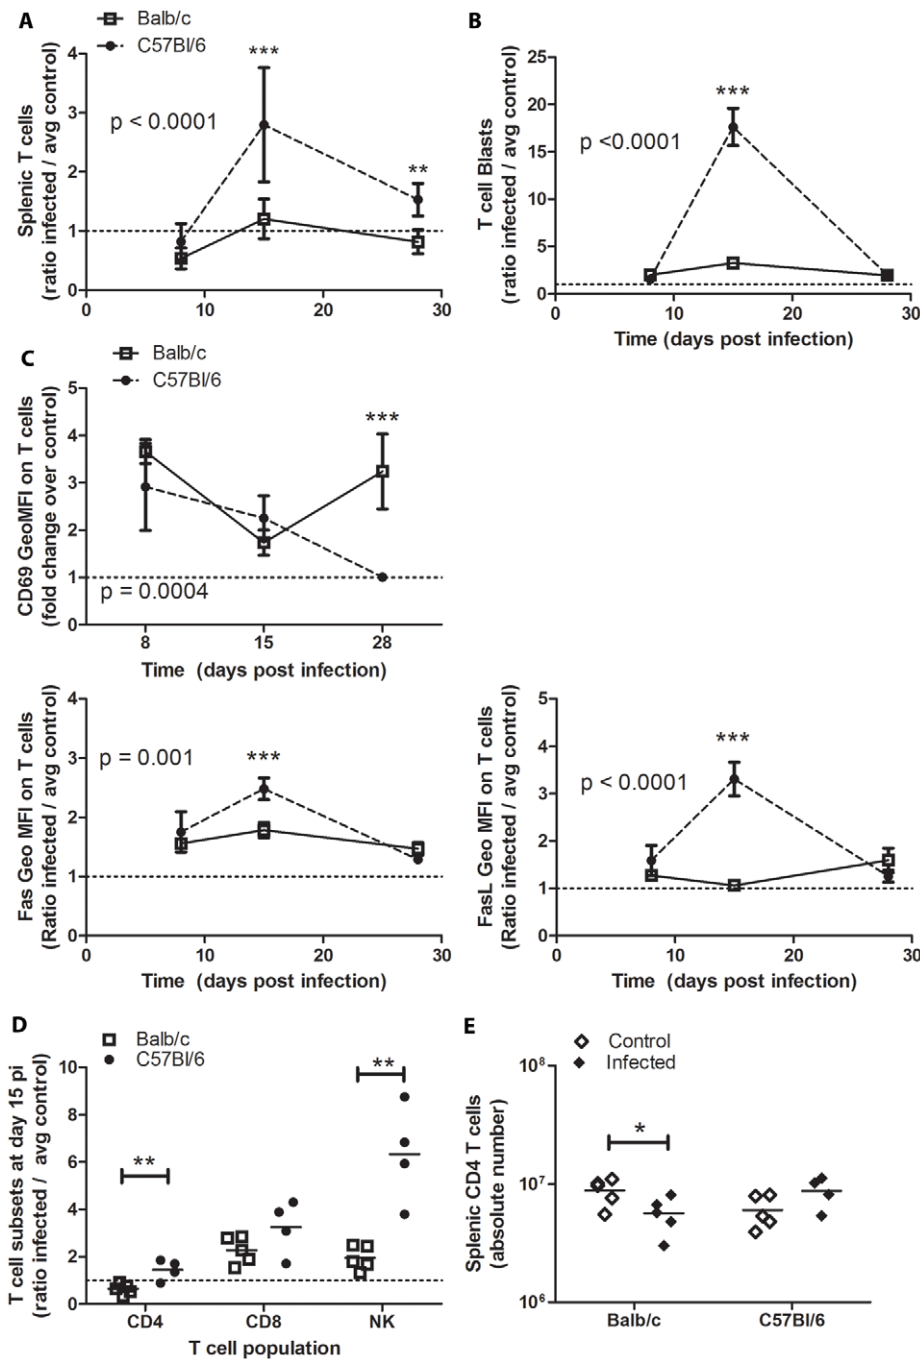 A
Balb/c
C57Bl/6
Splenic T cells
(ratio infected / avg control)
4
3
2
1
0
p < 0.0001
***
**
0 10 20 30
B
T cell Blasts
(ratio infected / avg control)
25
20
15
10
5
0
p <0.0001
***
0 10 20 30
Time (days post infection)
C
Balb/c
C57Bl/6
CD69 GeoMFI on T cells
(fold change over control)
5
4
3
2
1
0
***
p = 0.0004
8 15 28
Time (days post infection)
Fas Geo MFI on T cells
(Ratio infected / avg control)
4
3
2
1
0
p = 0.001
***
0 10 20 30
Time (days post infection)
FasL Geo MFI on T cells
(Ratio infected / avg control)
5
4
3
2
1
0
p < 0.0001
***
0 10 20 30
Time (days post infection)
D
Balb/c
C57Bl/6
T cell subsets at day 15 pi
(ratio infected / avg control)
10
8
6
4
2
0
**
**
CD4 CD8 NK
T cell population
E
Control
Infected
Splenic CD4 T cells
(absolute number)
10⁸
10⁷
10⁶
*
Balb/c C57Bl/6